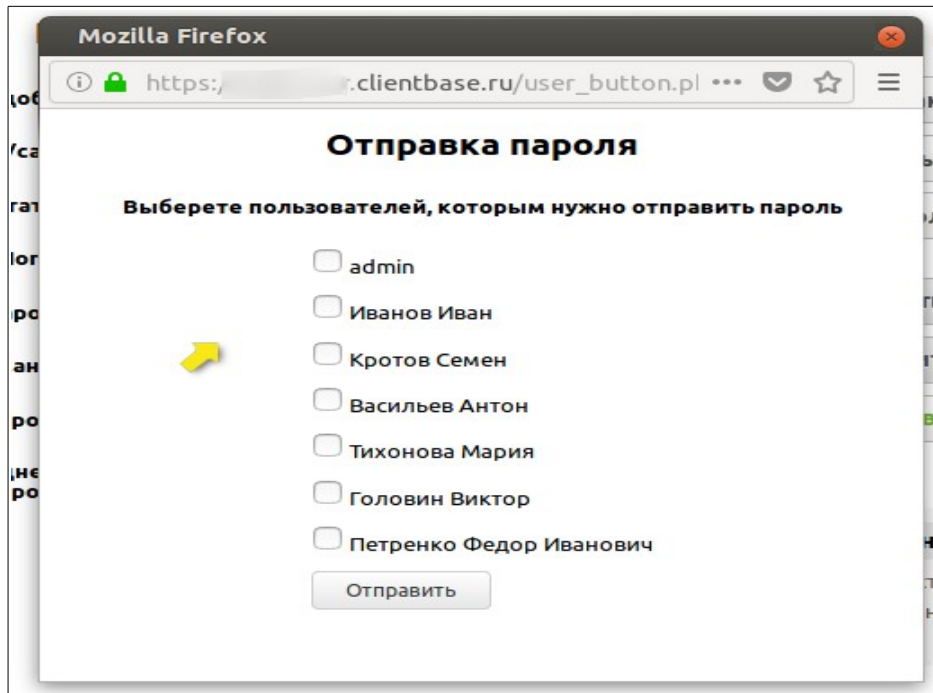 Mozilla Firefox
https:/ r.clientbase.ru/user_button.pl
Отправка пароля
Выберете пользователей, которым нужно отправить пароль
admin
Иванов Иван
Кротов Семен
Васильев Антон
Тихонова Мария
Головин Виктор
Петренко Федор Иванович
Отправить